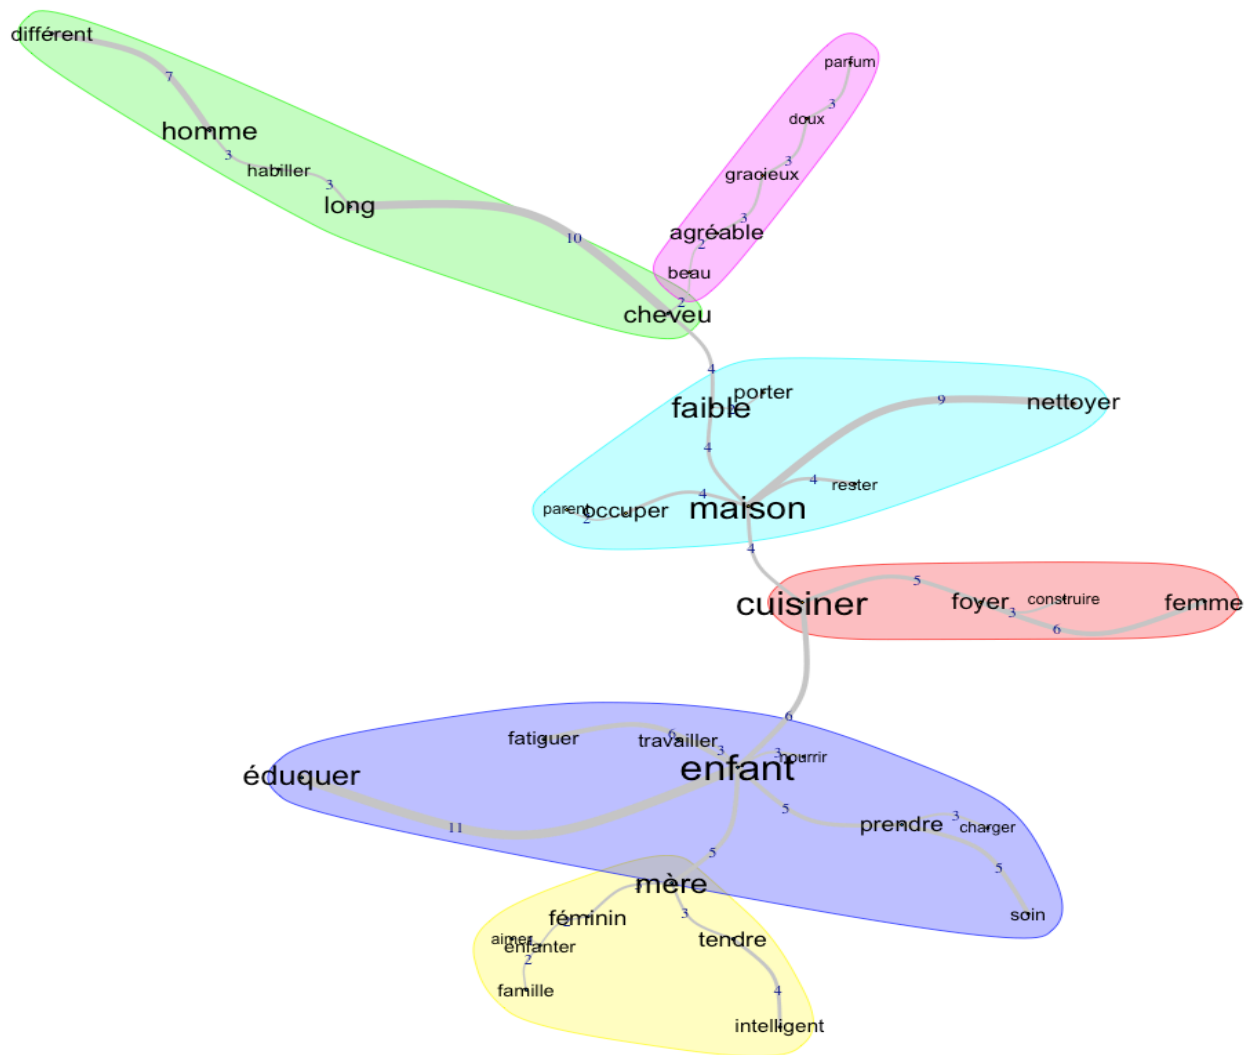 différent
parfum
7
3
doux
homme
3
3
habiller
gracieux
3
long
3
10
agréable
2
beau
2
cheveu
4
porter
faible
2
9
nettoyer
4
4
rester
4
parent
occuper
2
maison
4
5
cuisiner
foyer
construire
femme
3
6
6
fatiguer
6
travailler
3
3
nourrir
enfant
éduquer
5
11
prendre
3
charger
5
5
mère
3
soin
féminin
tendre
aimer
enfanter
2
famille
4
intelligent